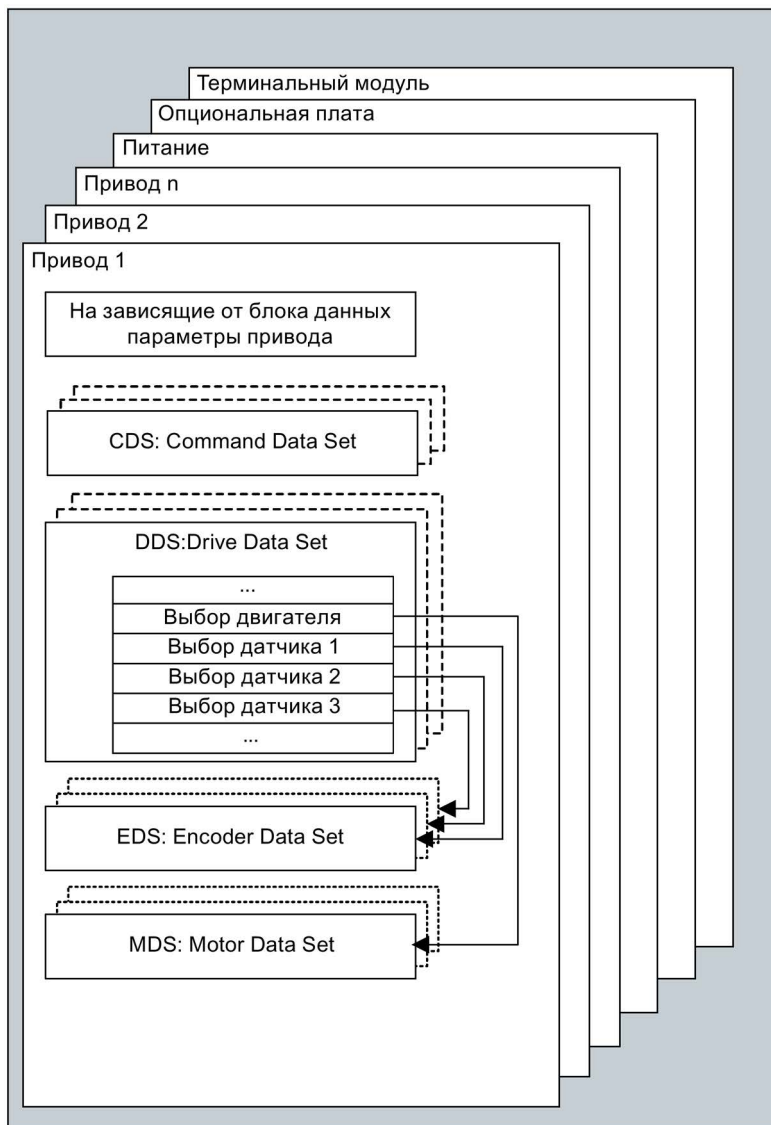 Терминальный модуль
Опциональная плата
Питание
Привод n
Привод 2
Привод 1
На зависящие от блока данных
параметры привода
CDS: Command Data Set
DDS:Drive Data Set
...
Выбор двигателя
Выбор датчика 1
Выбор датчика 2
Выбор датчика 3
...
EDS: Encoder Data Set
MDS: Motor Data Set